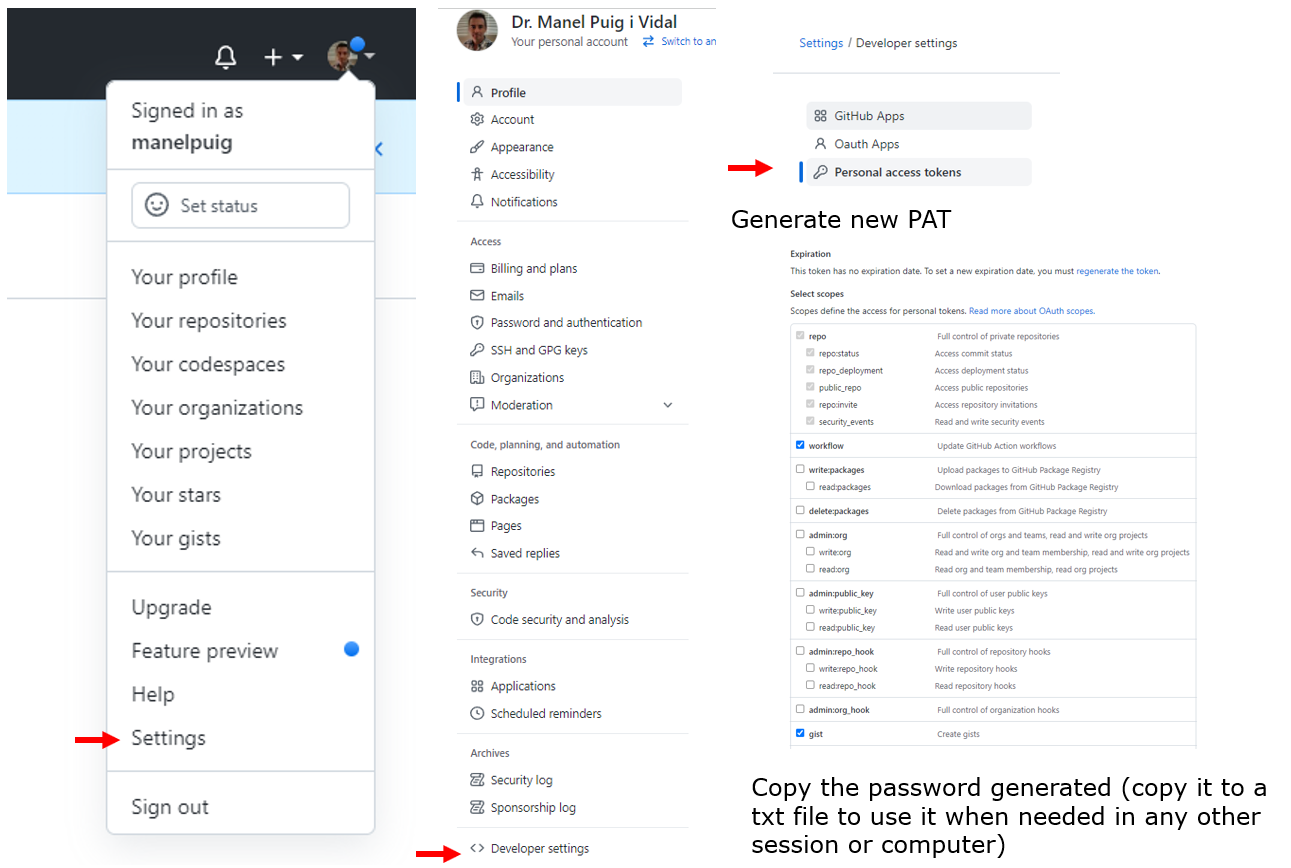 Signed in as
manelpuig
Set status
Your profile
Your repositories
Your codespaces
Your organizations
Your projects
Your stars
Your gists
Upgrade
Feature preview
Help
Settings
Sign out
Dr. Manel Puig i Vidal
Your personal account Switch to an
Profile
Account
Appearance
Accessibility
Notifications
Access
Billing and plans
Emails
Password and authentication
SSH and GPG keys
Organizations
Moderation
Code, planning, and automation
Repositories
Packages
Pages
Saved replies
Security
Code security and analysis
Integrations
Applications
Scheduled reminders
Archives
Security log
Sponsorship log
Developer settings
Settings / Developer settings
GitHub Apps
Oauth Apps
Personal access tokens
Generate new PAT
Expiration
This token has no expiration date. To set a new expiration date, you must regenerate the token.
Select scopes
Scopes define the access for personal tokens. Read more about OAuth scopes.
repo Full control of private repositories
repo:status Access commit status
repo_deployment Access deployment status
public_repo Access public repositories
repo:invite Access repository invitations
security_events Read and write security events
workflow Update GitHub Action workflows
write:packages Upload packages to GitHub Package Registry
read:packages Download packages from GitHub Package Registry
delete:packages Delete packages from GitHub Package Registry
admin:org Full control of orgs and teams, read and write org projects
write:org Read and write org and team membership, read and write org projects
read:org Read org and team membership, read org projects
admin:public_key Full control of user public keys
write:public_key Write user public keys
read:public_key Read user public keys
admin:repo_hook Full control of repository hooks
write:repo_hook Write repository hooks
read:repo_hook Read repository hooks
admin:org_hook Full control of organization hooks
gist Create gists
Copy the password generated (copy it to a
txt file to use it when needed in any other
session or computer)